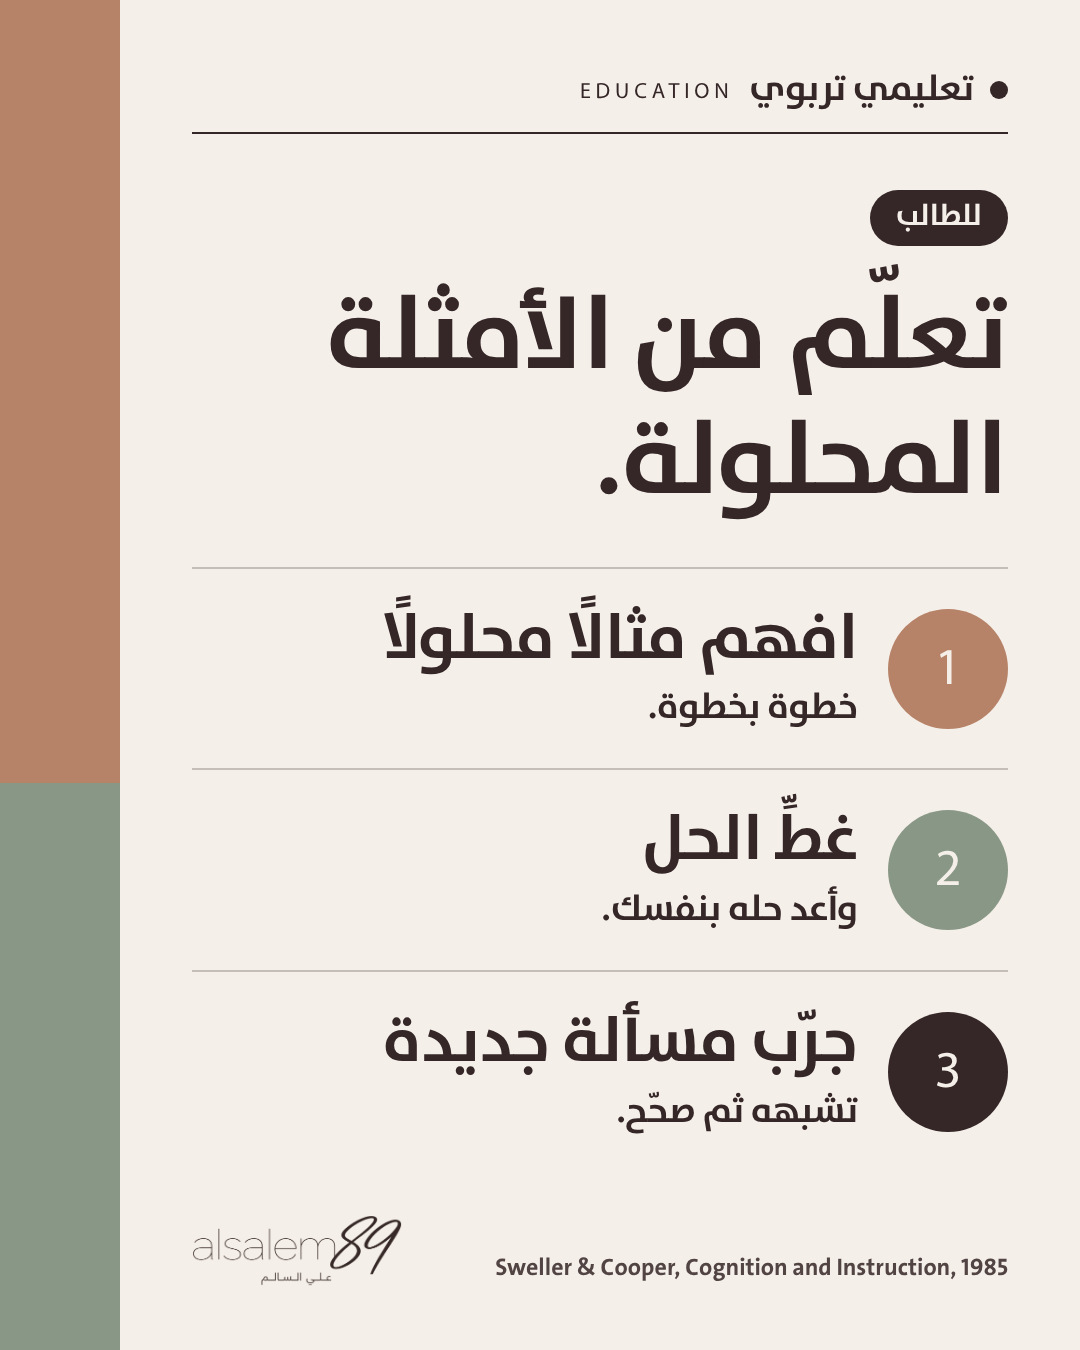 تعليمي تربوي EDUCATION
للطالب
تعلّم من الأمثلة
المحلولة.
1
افهم مثالًا محلولًا
خطوة بخطوة.
2
غطِّ الحل
وأعد حله بنفسك.
3
جرّب مسألة جديدة
تشبهه ثم صحّح.
Sweller & Cooper, Cognition and Instruction, 1985
alsalem89
علي السالم